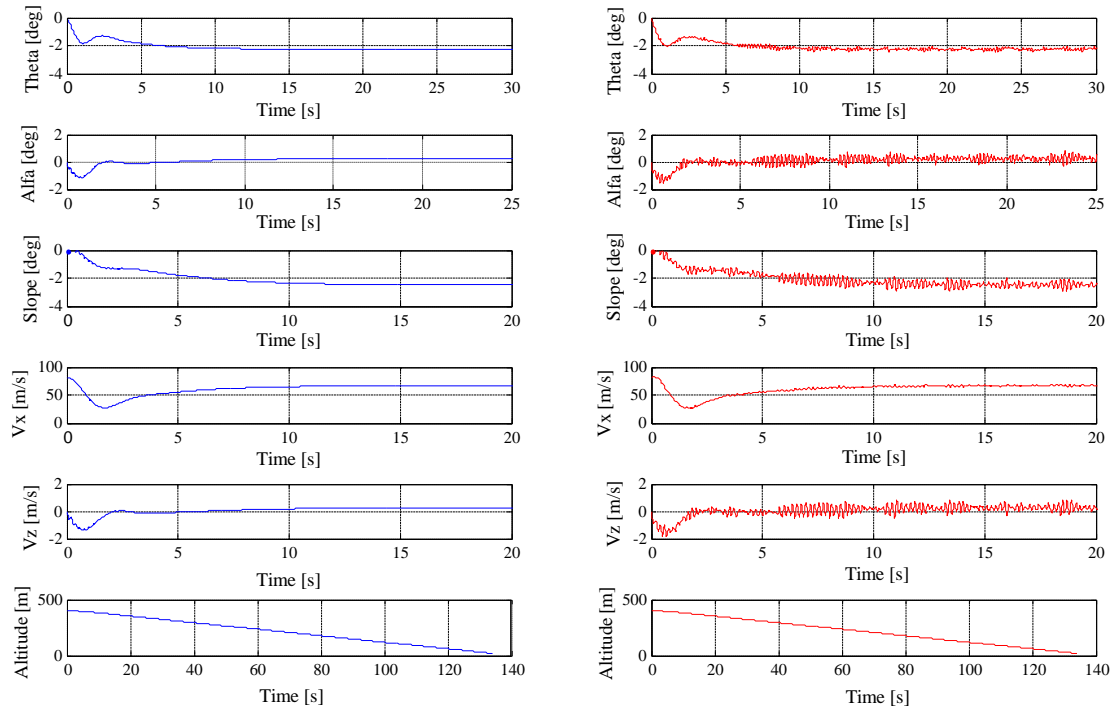 Theta [deg]
0
-2
-4
0 5 10 15 20 25 30
Time [s]
Theta [deg]
0
-2
-4
0 5 10 15 20 25 30
Time [s]
Alfa [deg]
2
0
-2
0 5 10 15 20 25
Time [s]
Alfa [deg]
2
0
-2
0 5 10 15 20 25
Time [s]
Slope [deg]
0
-2
-4
0 5 10 15 20
Time [s]
Slope [deg]
0
-2
-4
0 5 10 15 20
Time [s]
Vx [m/s]
100
50
0
0 5 10 15 20
Time [s]
Vx [m/s]
100
50
0
0 5 10 15 20
Time [s]
Vz [m/s]
2
0
-2
0 5 10 15 20
Time [s]
Vz [m/s]
2
0
-2
0 5 10 15 20
Time [s]
Altitude [m]
500
0
0 20 40 60 80 100 120 140
Time [s]
Altitude [m]
500
0
0 20 40 60 80 100 120 140
Time [s]